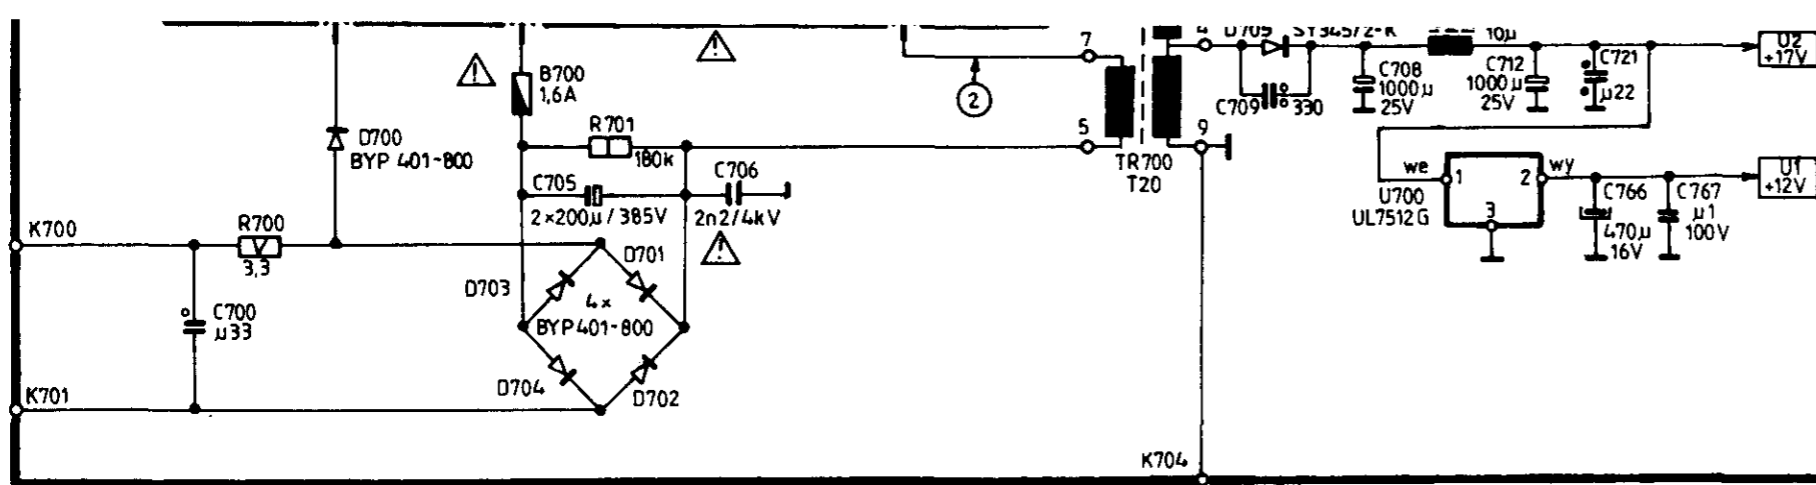 7
4
D709
SY345/2-K
10µ
U2
+17V
B700
1,6A
2
C709
330
C708
1000µ
25V
C712
1000µ
25V
C721
µ22
D700
BYP 401-800
R701
180k
5
9
TR700
T20
we
1
2
wy
3
U700
UL7512G
U1
+12V
C705
2×200µ/385V
C706
2n2/4kV
C766
470µ
16V
C767
µ1
100V
K700
R700
3,3
D701
D703
4×
BYP401-800
C700
µ33
D704
D702
K701
K704